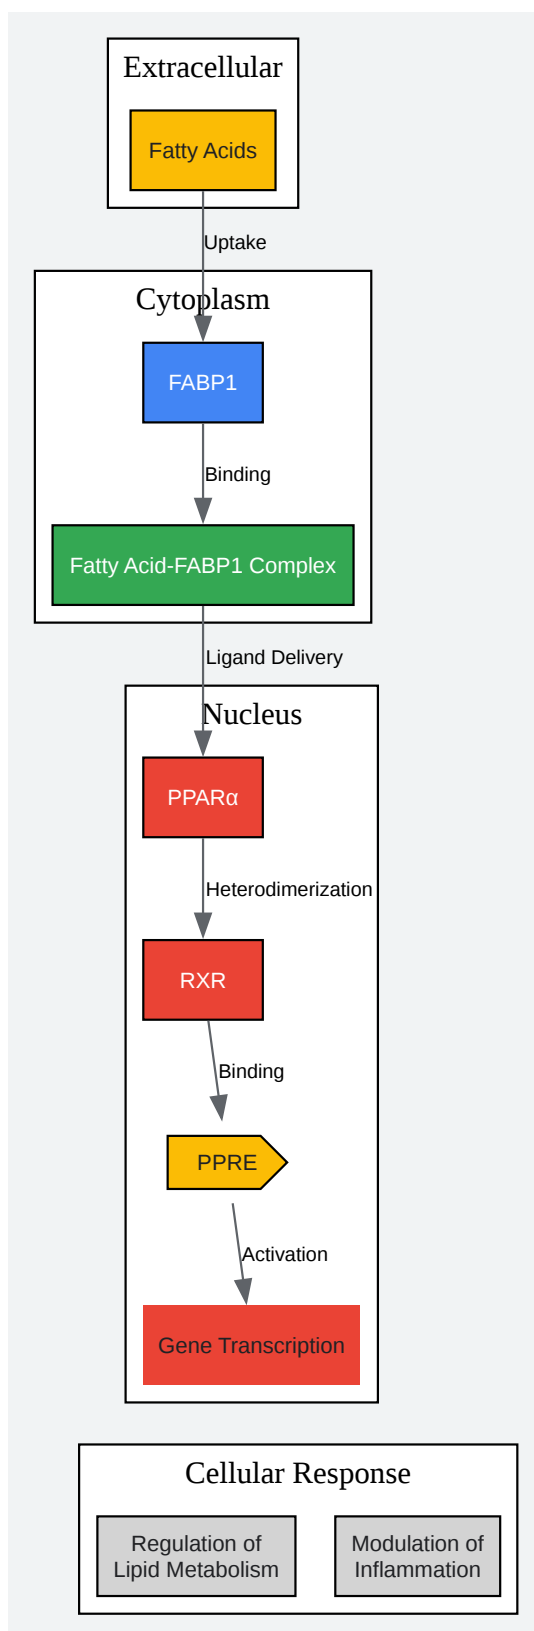 Extracellular
Fatty Acids
Uptake
Cytoplasm
FABP1
Binding
Fatty Acid-FABP1 Complex
Ligand Delivery
Nucleus
PPARα
Heterodimerization
RXR
Binding
PPRE
Activation
Gene Transcription
Cellular Response
Regulation of
Lipid Metabolism
Modulation of
Inflammation